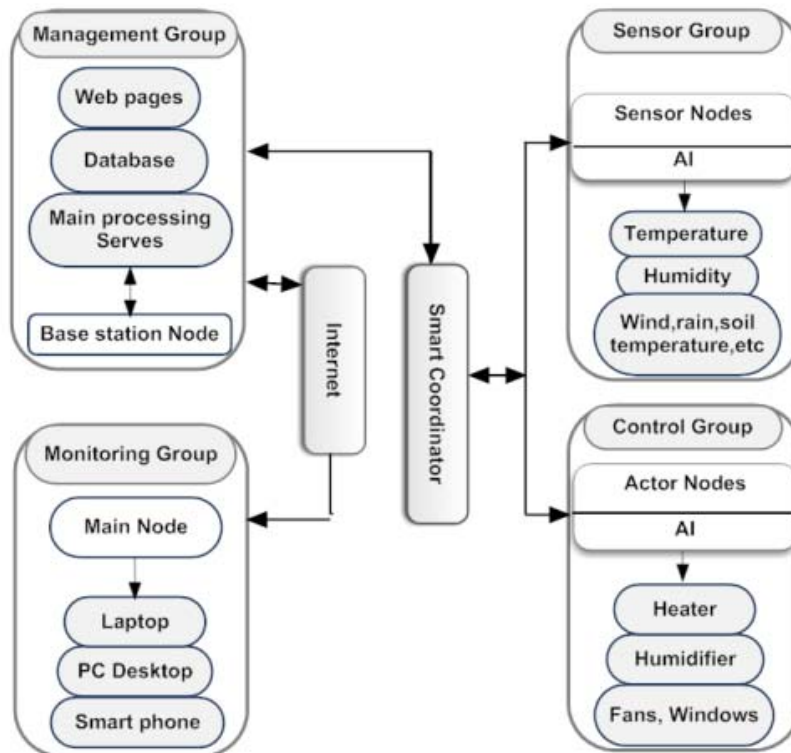 Management Group
Web pages
Database
Main processing
Serves
Base station Node
Internet
Monitoring Group
Main Node
Laptop
PC Desktop
Smart phone
Smart Coordinator
Sensor Group
Sensor Nodes
AI
Temperature
Humidity
Wind,rain,soil
temperature,etc
Control Group
Actor Nodes
AI
Heater
Humidifier
Fans, Windows